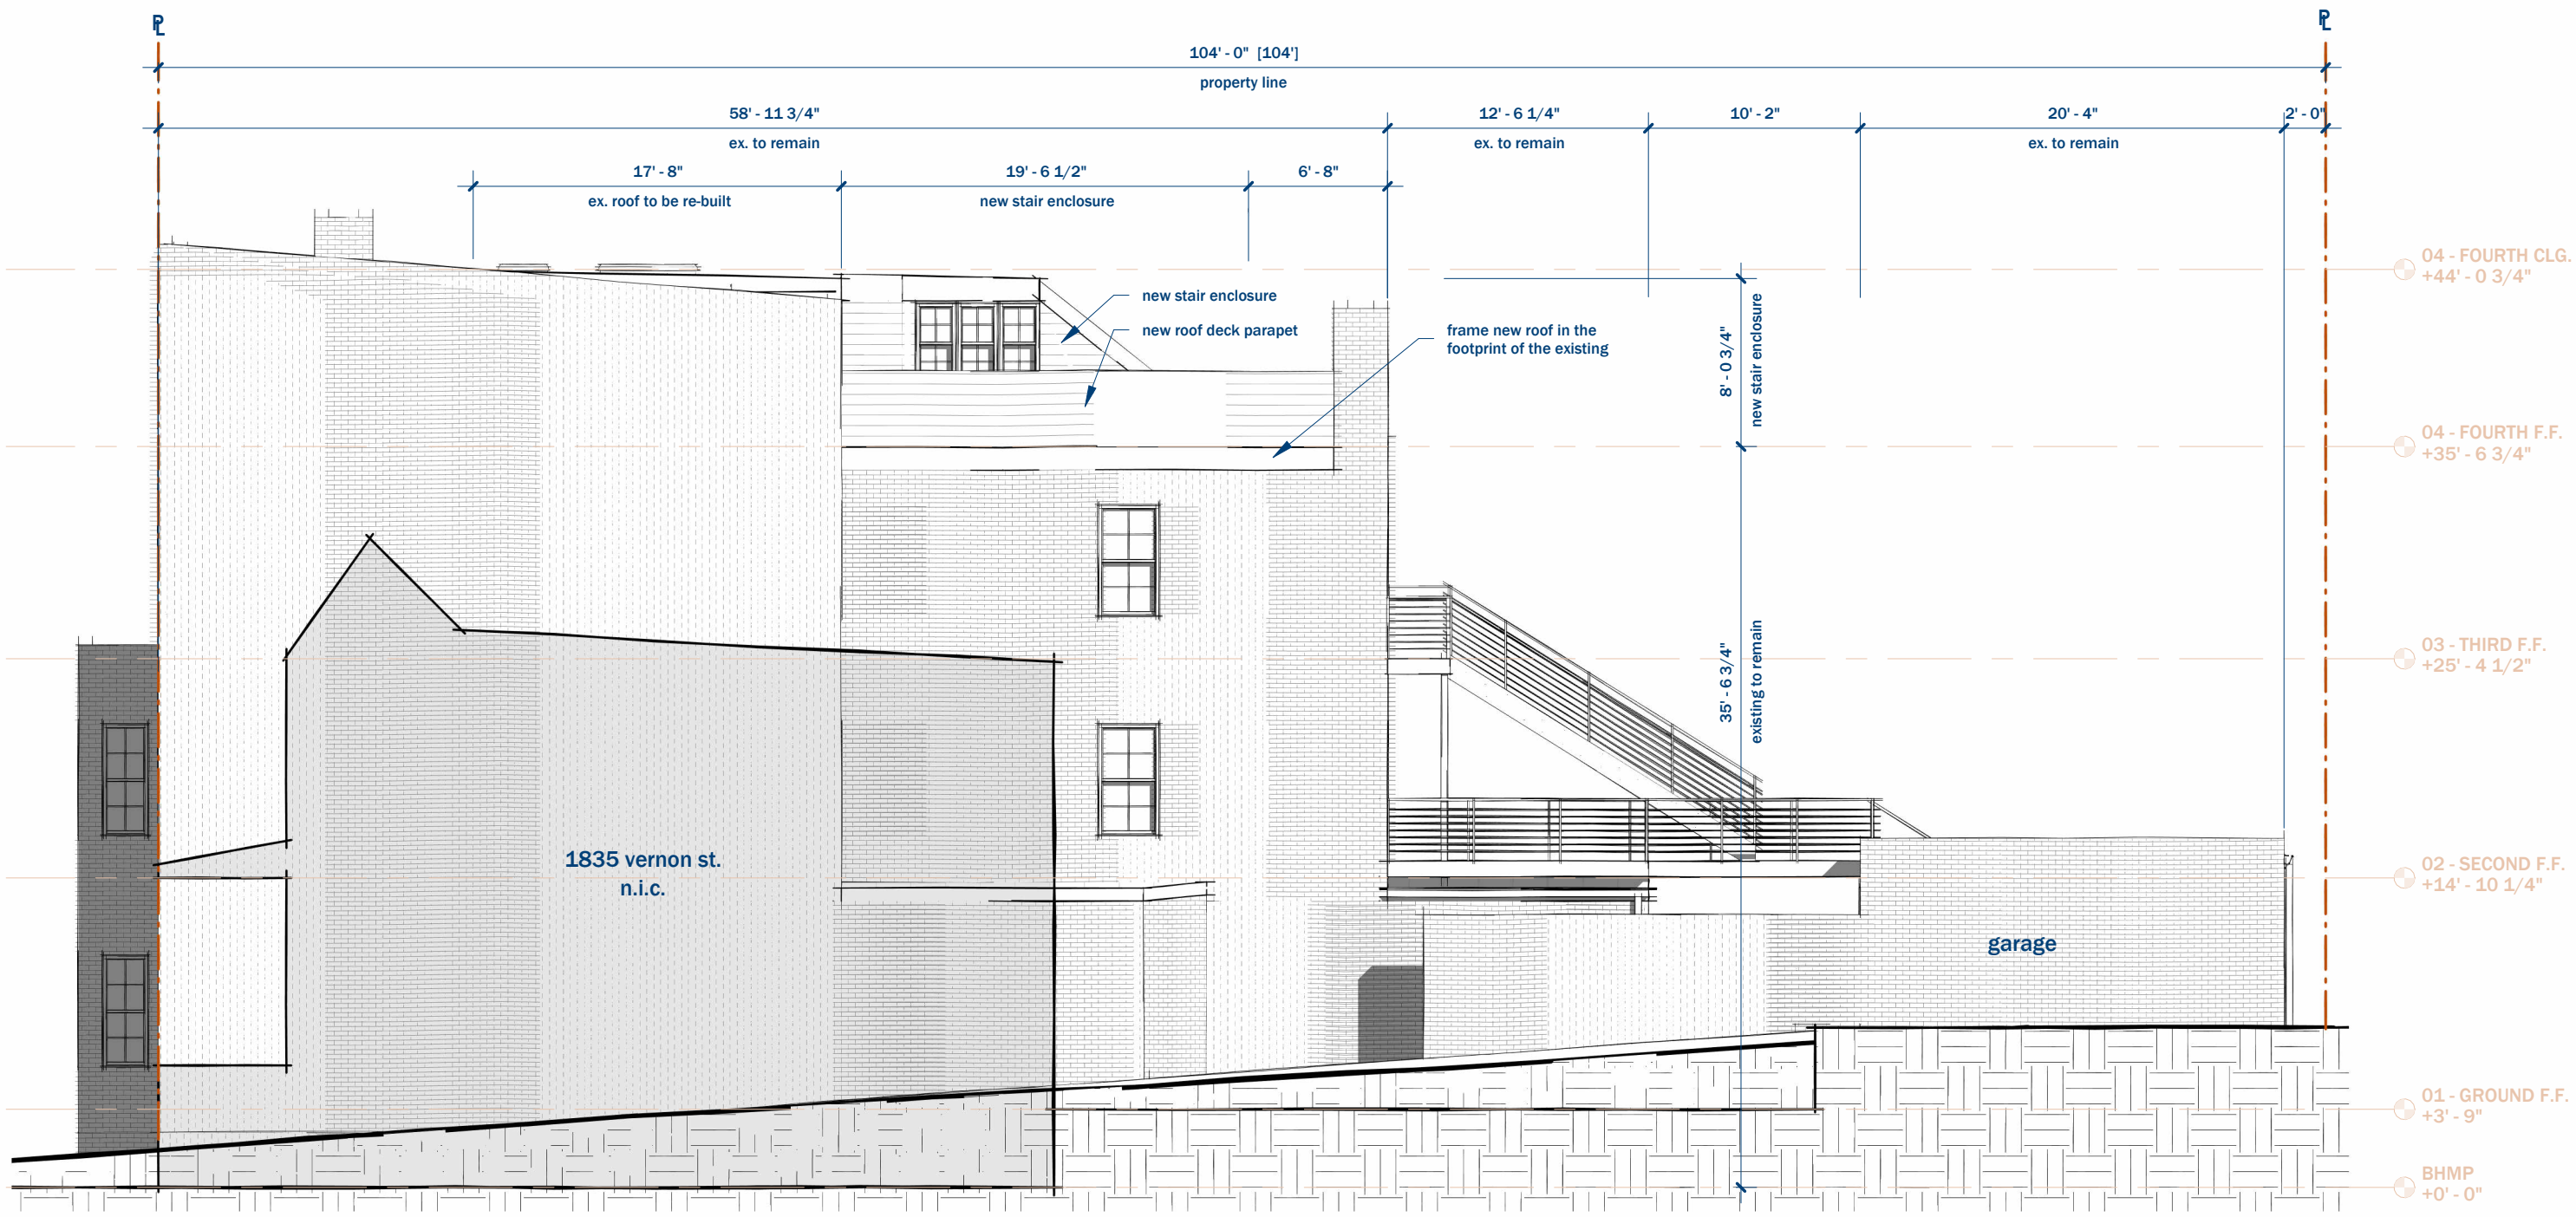 PL
PL
104' - 0" [104']
property line
58' - 11 3/4"
12' - 6 1/4"
10' - 2"
20' - 4"
2' - 0"
ex. to remain
ex. to remain
ex. to remain
17' - 8"
19' - 6 1/2"
6' - 8"
ex. roof to be re-built
new stair enclosure
04 - FOURTH CLG.
+44' - 0 3/4"
new stair enclosure
new roof deck parapet
frame new roof in the
footprint of the existing
8' - 0 3/4"
new stair enclosure
04 - FOURTH F.F.
+35' - 6 3/4"
35' - 6 3/4"
existing to remain
03 - THIRD F.F.
+25' - 4 1/2"
1835 vernon st.
n.i.c.
02 - SECOND F.F.
+14' - 10 1/4"
garage
01 - GROUND F.F.
+3' - 9"
BHMP
+0' - 0"